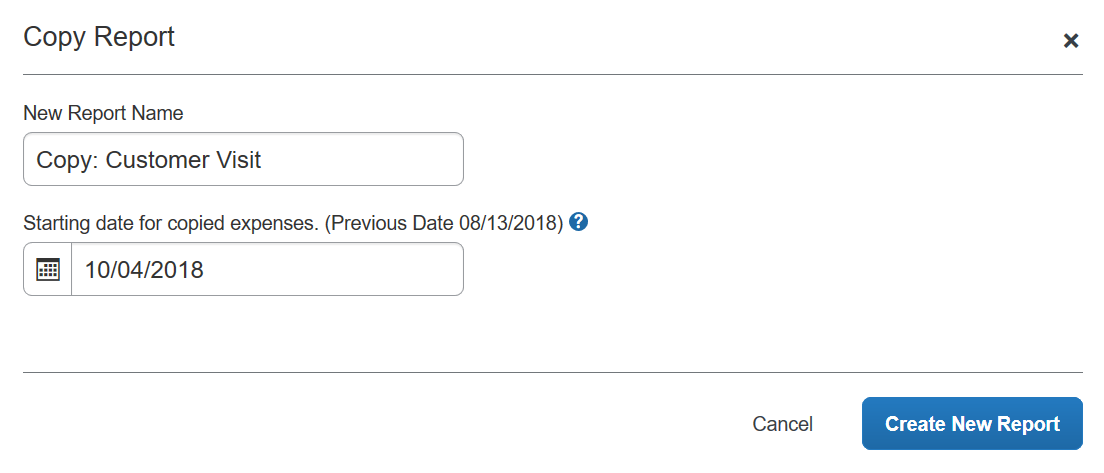 Copy Report
New Report Name
Copy: Customer Visit
Starting date for copied expenses. (Previous Date 08/13/2018) ?
10/04/2018
Cancel
Create New Report